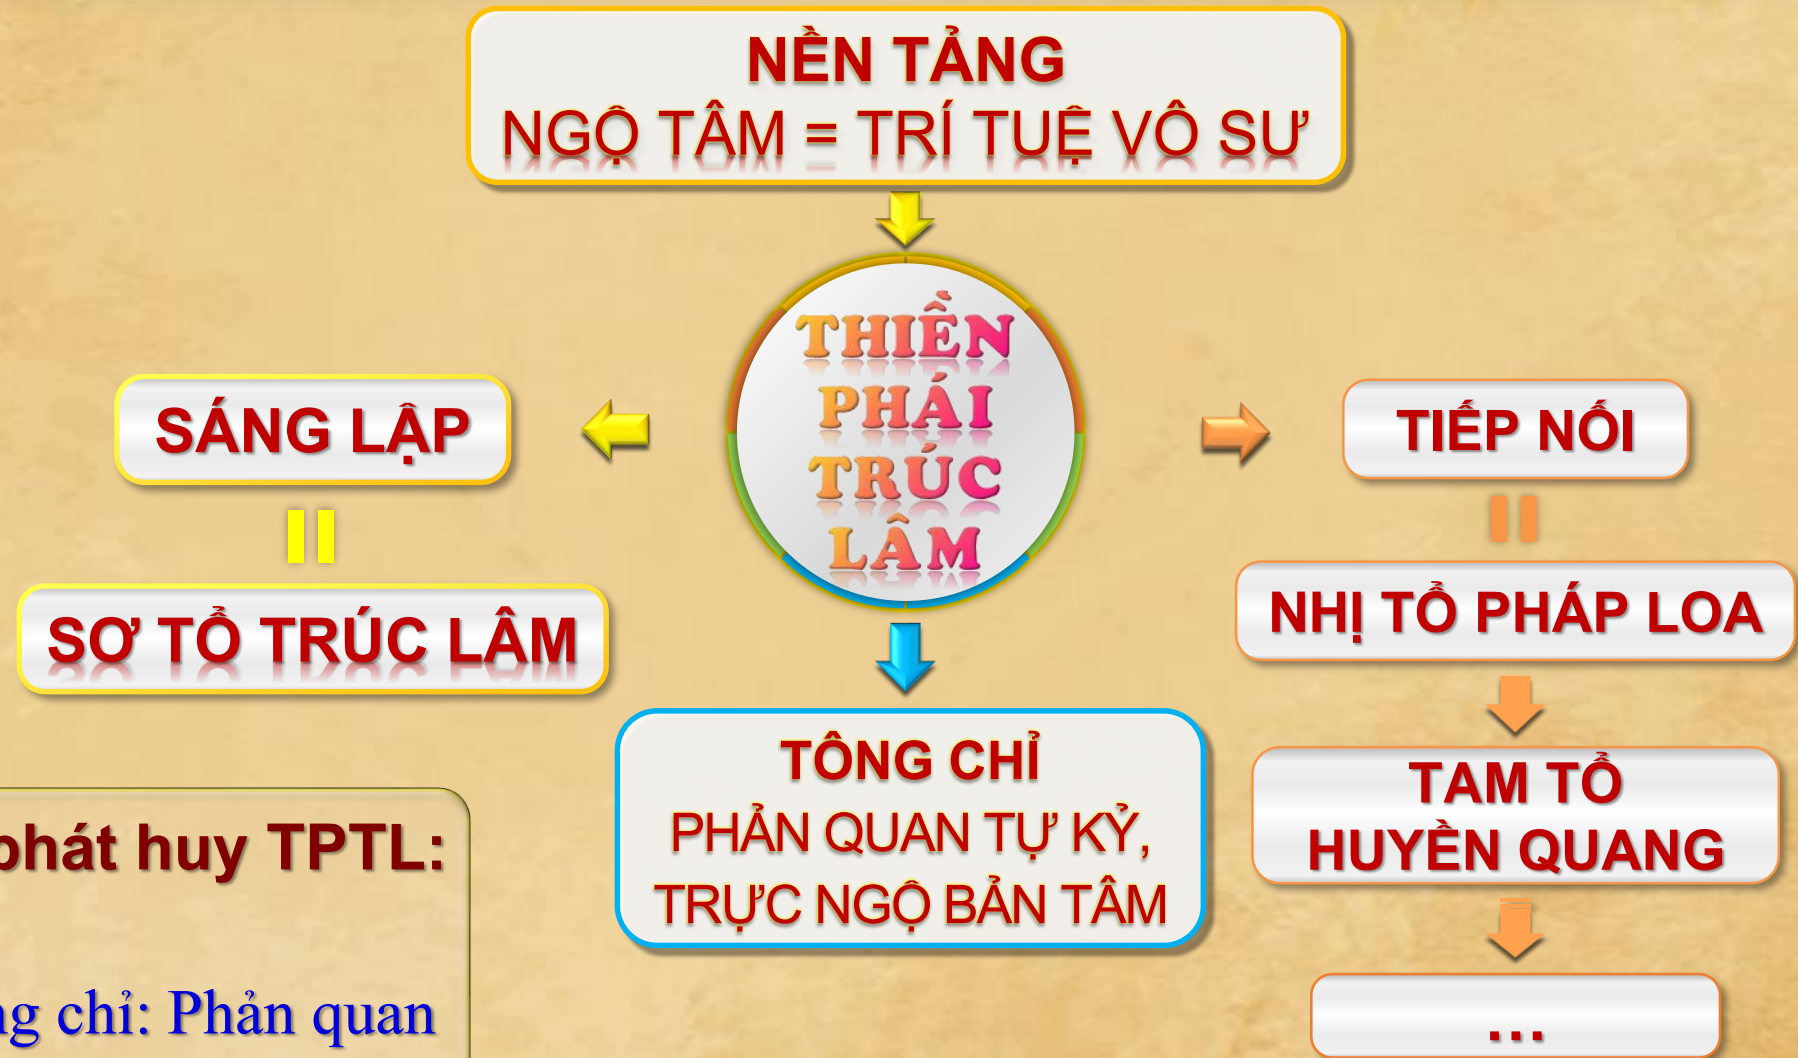 NỀN TẢNG
NGỘ TÂM = TRÍ TUỆ VÔ SƯ
THIỀN
PHÁI
TRÚC
LÂM
SÁNG LẬP
SƠ TỔ TRÚC LÂM
TIẾP NỐI
NHỊ TỔ PHÁP LOA
TAM TỔ
HUYỀN QUANG
...
TÔNG CHỈ
PHẢN QUAN TỰ KỶ,
TRỰC NGỘ BẢN TÂM
phát huy TPTL:
chỉ: Phản quan